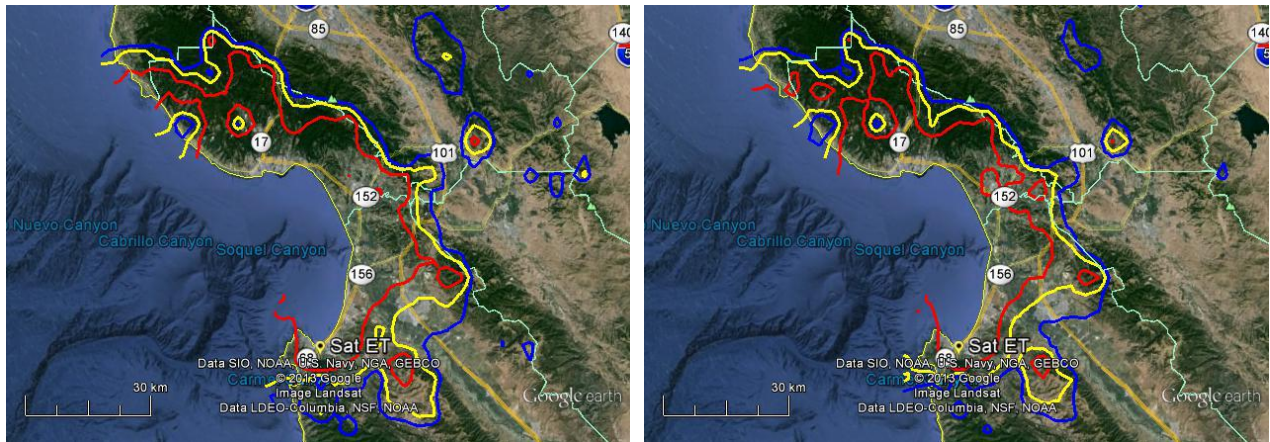 85
140
5
17
101
152
o Nuevo Canyon
Cabrillo Canyon
Soquel Canyon
156
Sat ET
68
Data SIO, NOAA, U.S. Navy, NGA, GEBCO
© 2013 Google
Image Landsat
Data LDEO-Columbia, NSF, NOAA
30 km
Google earth
85
140
5
17
101
152
o Nuevo Canyon
Cabrillo Canyon
Soquel Canyon
156
Sat ET
68
Data SIO, NOAA, U.S. Navy, NGA, GEBCO
© 2013 Google
Image Landsat
Data LDEO-Columbia, NSF, NOAA
30 km
Google earth